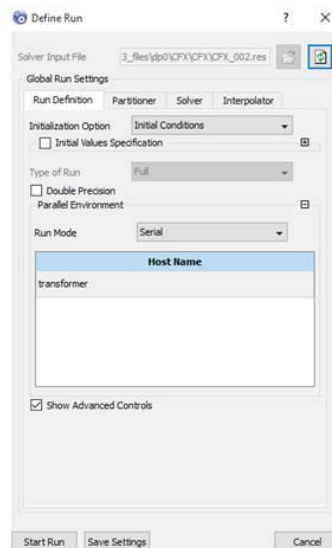 Define Run
? X
Solver Input File 3_files\dp0\CFX\CFX\CFX_002.res
Global Run Settings
Run Definition Partitioner Solver Interpolator
Initialization Option Initial Conditions
Initial Values Specification
Type of Run Full
Double Precision
Parallel Environment
Run Mode Serial
Host Name
transformer
Show Advanced Controls
Start Run Save Settings Cancel